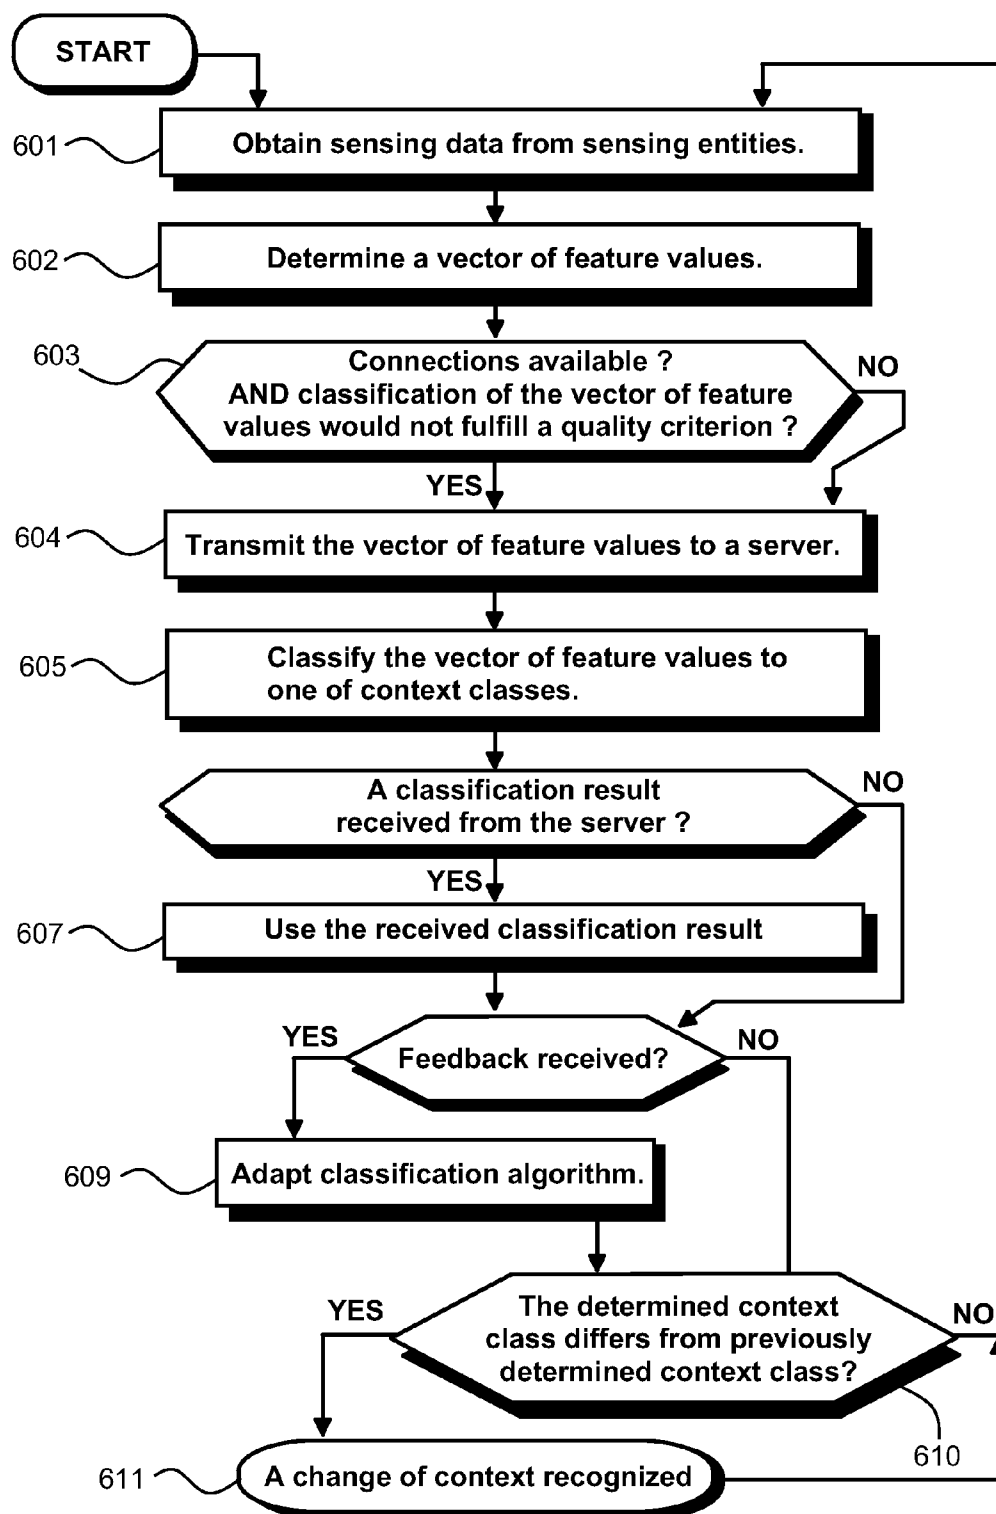 START
601
Obtain sensing data from sensing entities.
602
Determine a vector of feature values.
603
Connections available ?
AND classification of the vector of feature
values would not fulfill a quality criterion ?
NO
YES
604
Transmit the vector of feature values to a server.
605
Classify the vector of feature values to
one of context classes.
A classification result
received from the server ?
NO
YES
607
Use the received classification result
YES
Feedback received?
NO
609
Adapt classification algorithm.
YES
The determined context
class differs from previously
determined context class?
NO
610
611
A change of context recognized